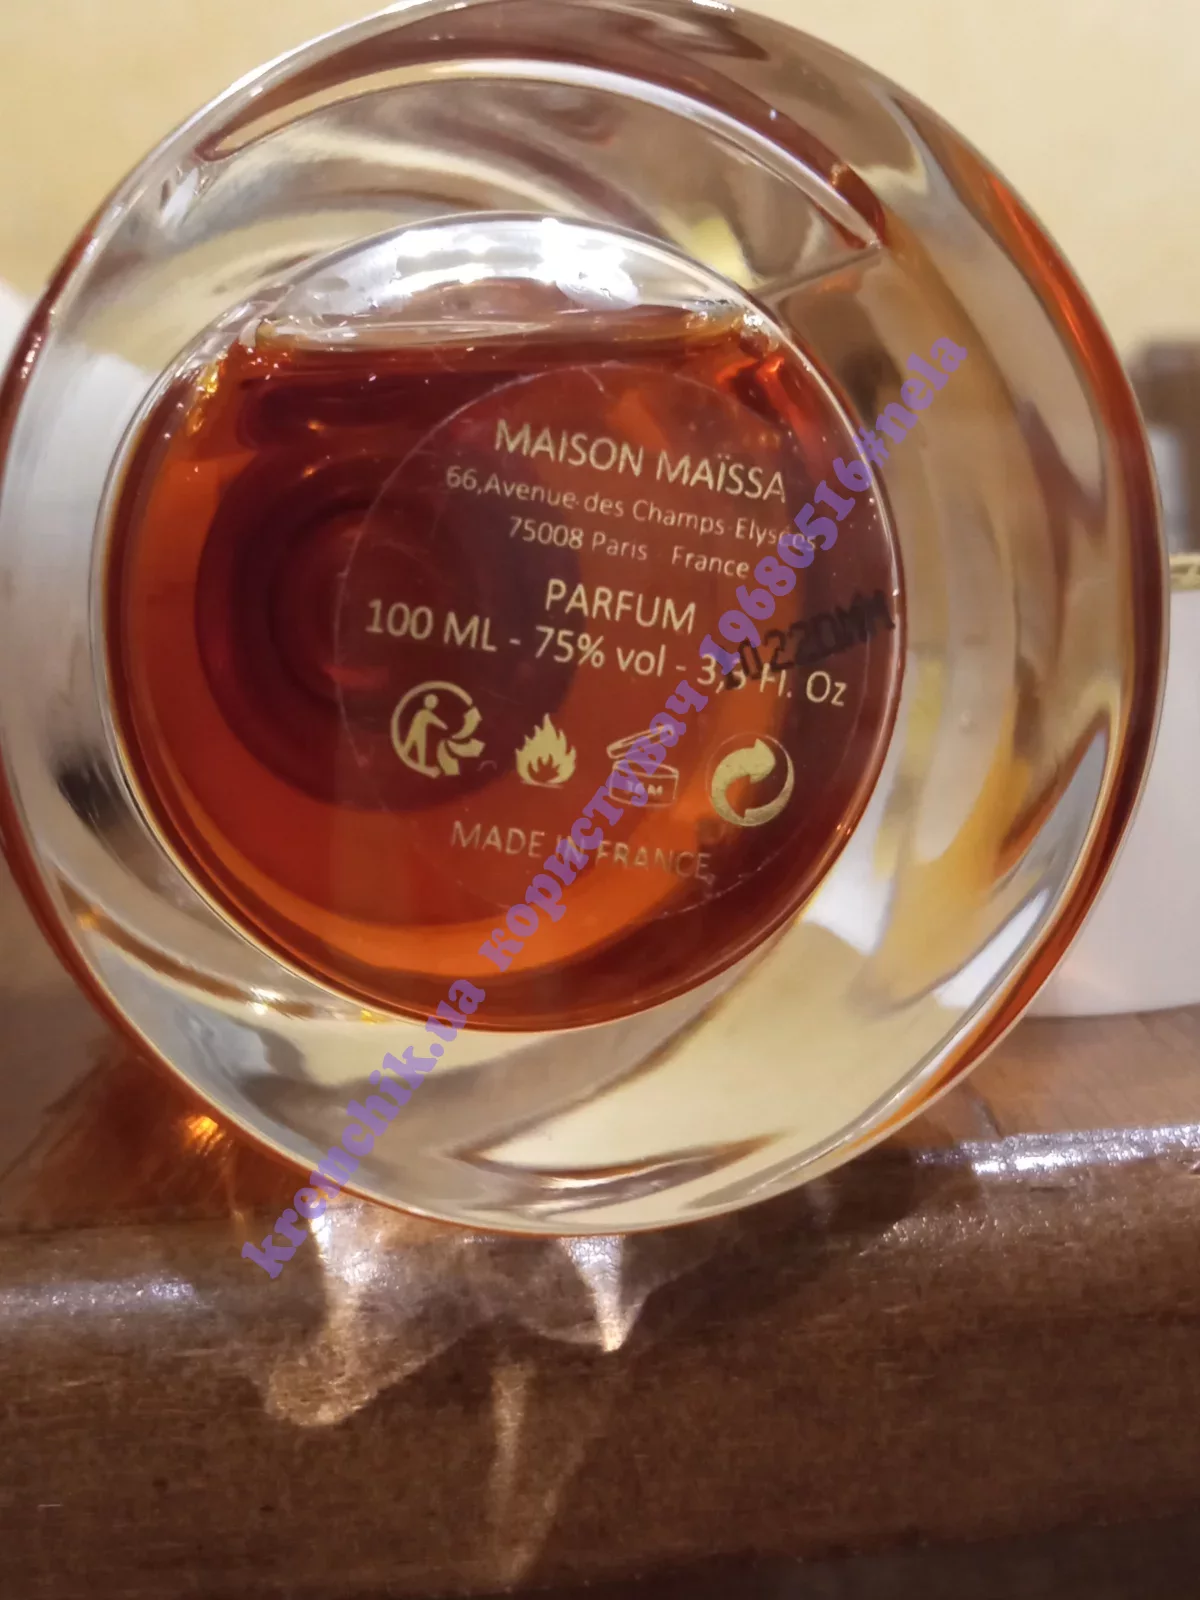 MAISON MAÏSSA
66,Avenue des Champs Elysées
75008 Paris France
PARFUM
100 ML - 75% vol - 3,3 Fl. Oz
MADE IN FRANCE
kremchik.ua користувач 19680516#nela